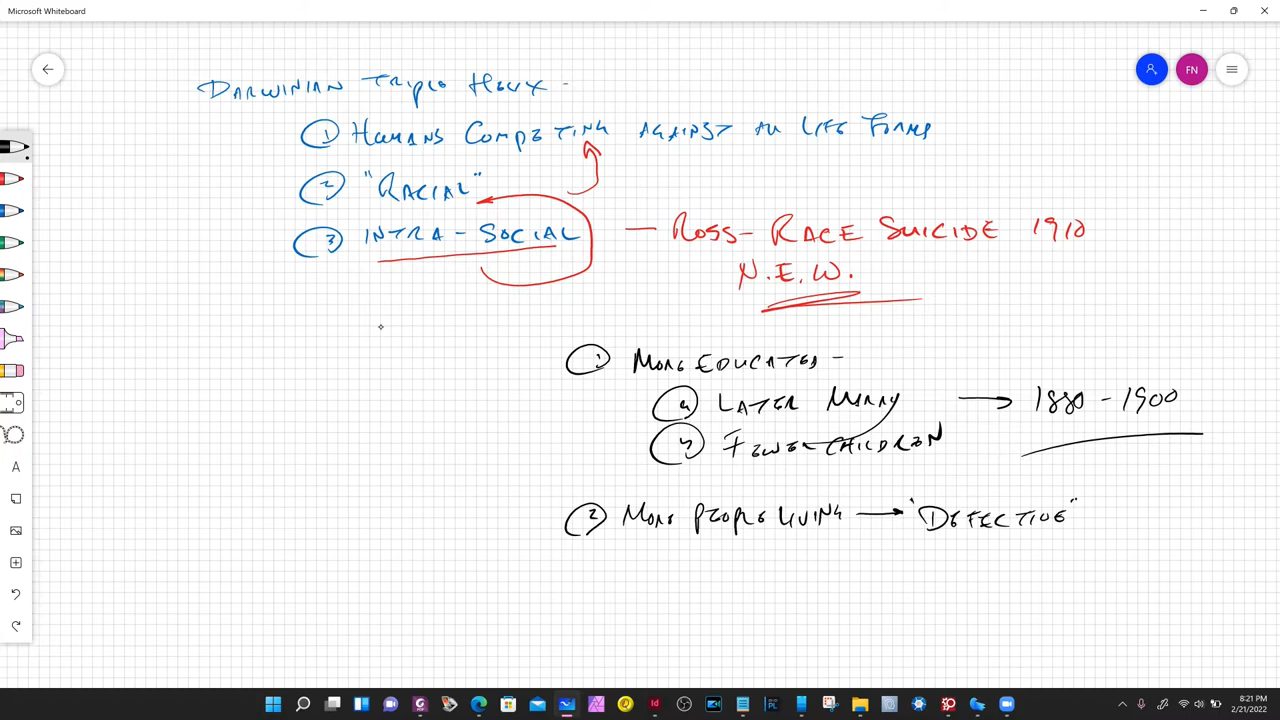 Microsoft Whiteboard
FN
DARWINIAN TRIPLE HELIX -
① HUMANS COMPETING AGAINST ALL LIFE FORMS
② "RACIAL"
③ INTRA-SOCIAL — ROSS- RACE SUICIDE 1910
N.E.W.
① MORE EDUCATED -
ⓐ LATER MARRY → 1880 - 1900
ⓑ FEWER CHILDREN
② MORE PEOPLE LIVING → "DEFECTIVE"
A
8:21 PM
2/21/2022